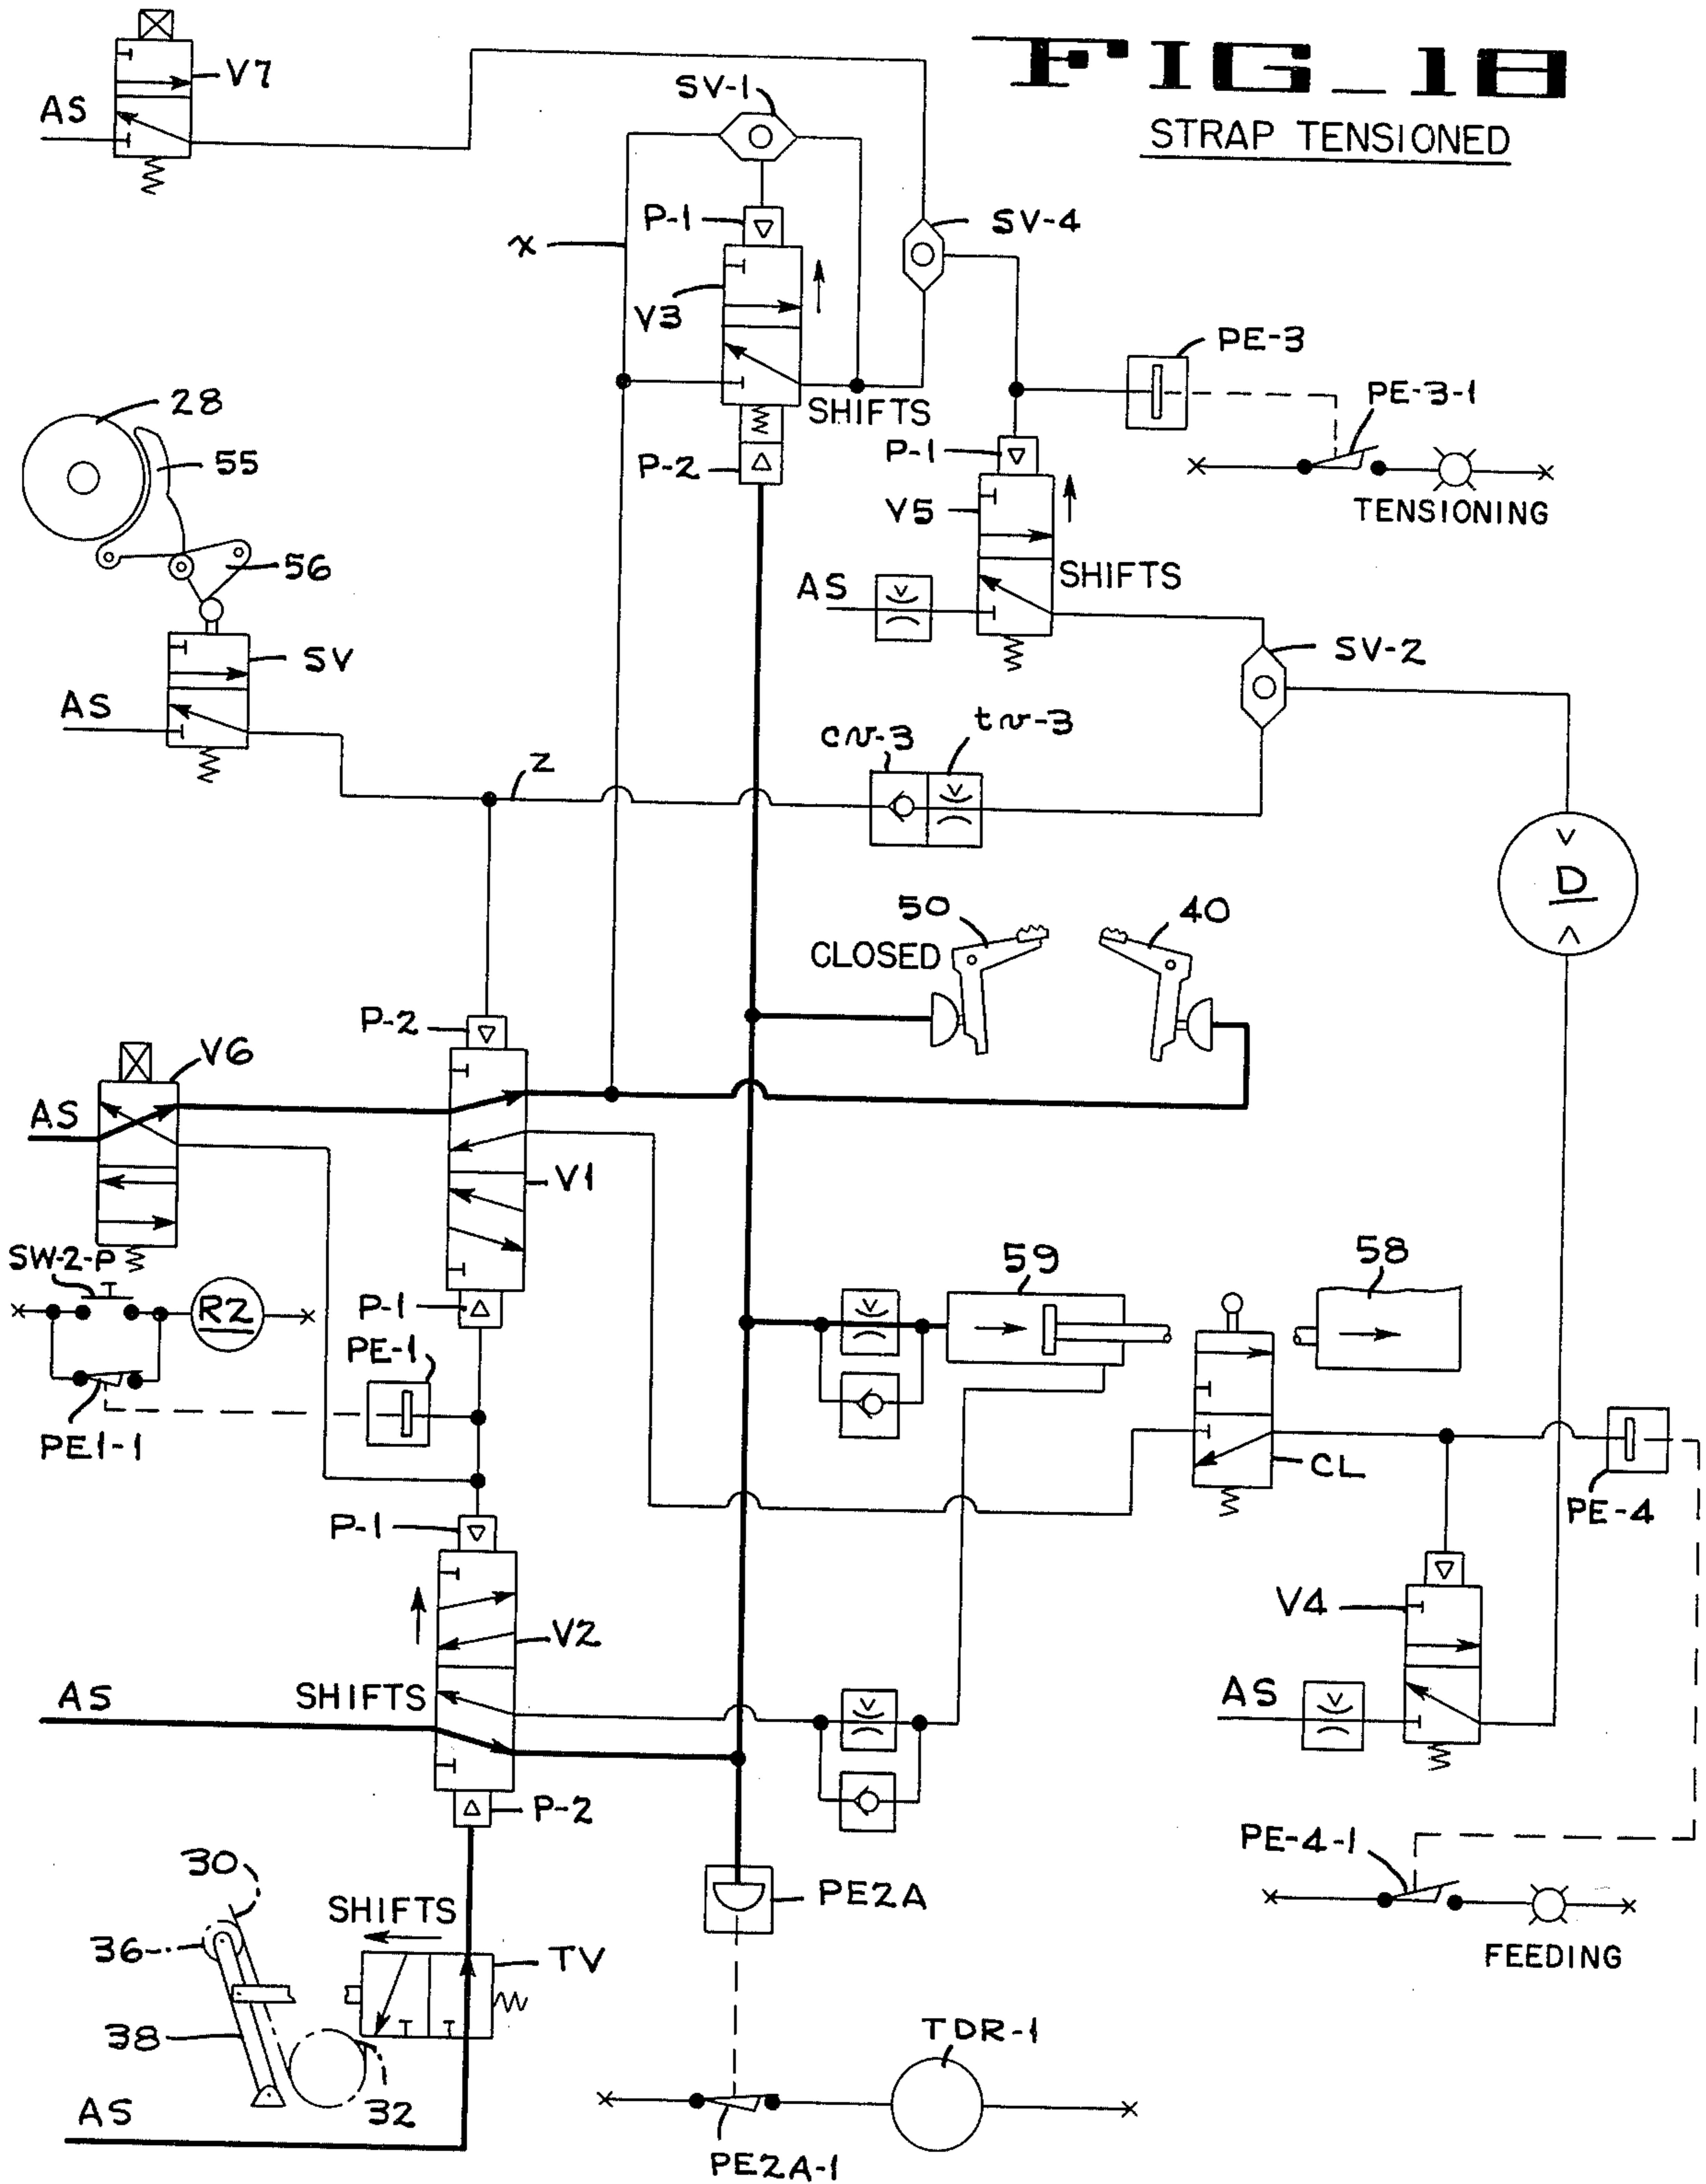 FIG_18
STRAP TENSIONED
V7
AS
SV-1
P-1
x
V3
SV-4
SHIFTS
P-2
PE-3
PE-3-1
TENSIONING
28
55
56
P-1
V5
SHIFTS
AS
SV
AS
SV-2
cv-3
tv-3
z
D
50
40
CLOSED
P-2
V6
AS
V1
SW-2-P
R2
P-1
PE-1
PE1-1
59
58
CL
PE-4
P-1
V2
SHIFTS
AS
P-2
V4
AS
PE-4-1
FEEDING
PE2A
30
36
38
32
SHIFTS
TV
AS
TDR-1
PE2A-1